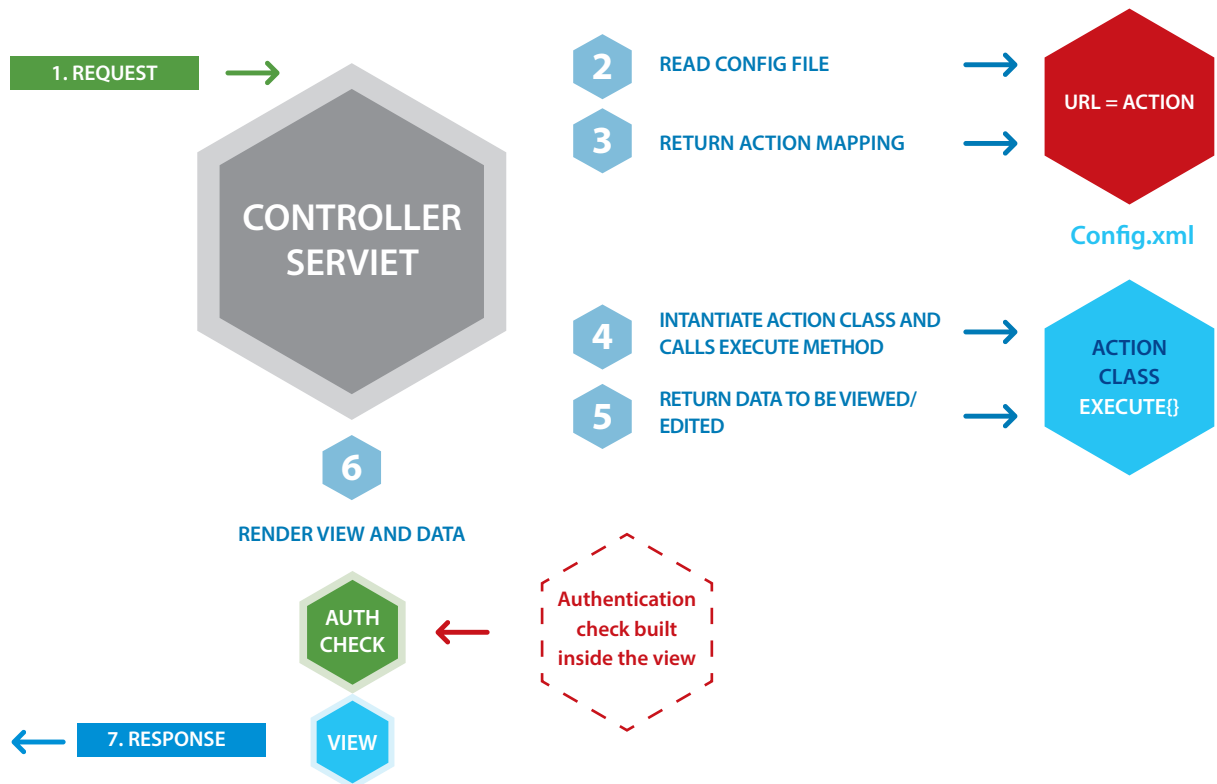 1. REQUEST
2
READ CONFIG FILE
3
RETURN ACTION MAPPING
URL = ACTION
Config.xml
CONTROLLER
SERVIET
4
INTANTIATE ACTION CLASS AND
CALLS EXECUTE METHOD
5
RETURN DATA TO BE VIEWED/
EDITED
ACTION
CLASS
EXECUTE{}
6
RENDER VIEW AND DATA
AUTH
CHECK
Authentication
check built
inside the view
7. RESPONSE
VIEW